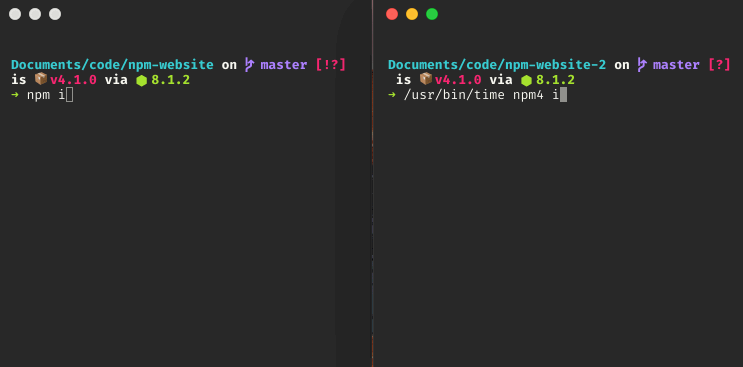 Documents/code/npm-website on master [!?]
is 📦v4.1.0 via ⬢ 8.1.2
➜ npm i
Documents/code/npm-website-2 on master [?]
is 📦v4.1.0 via ⬢ 8.1.2
➜ /usr/bin/time npm4 i